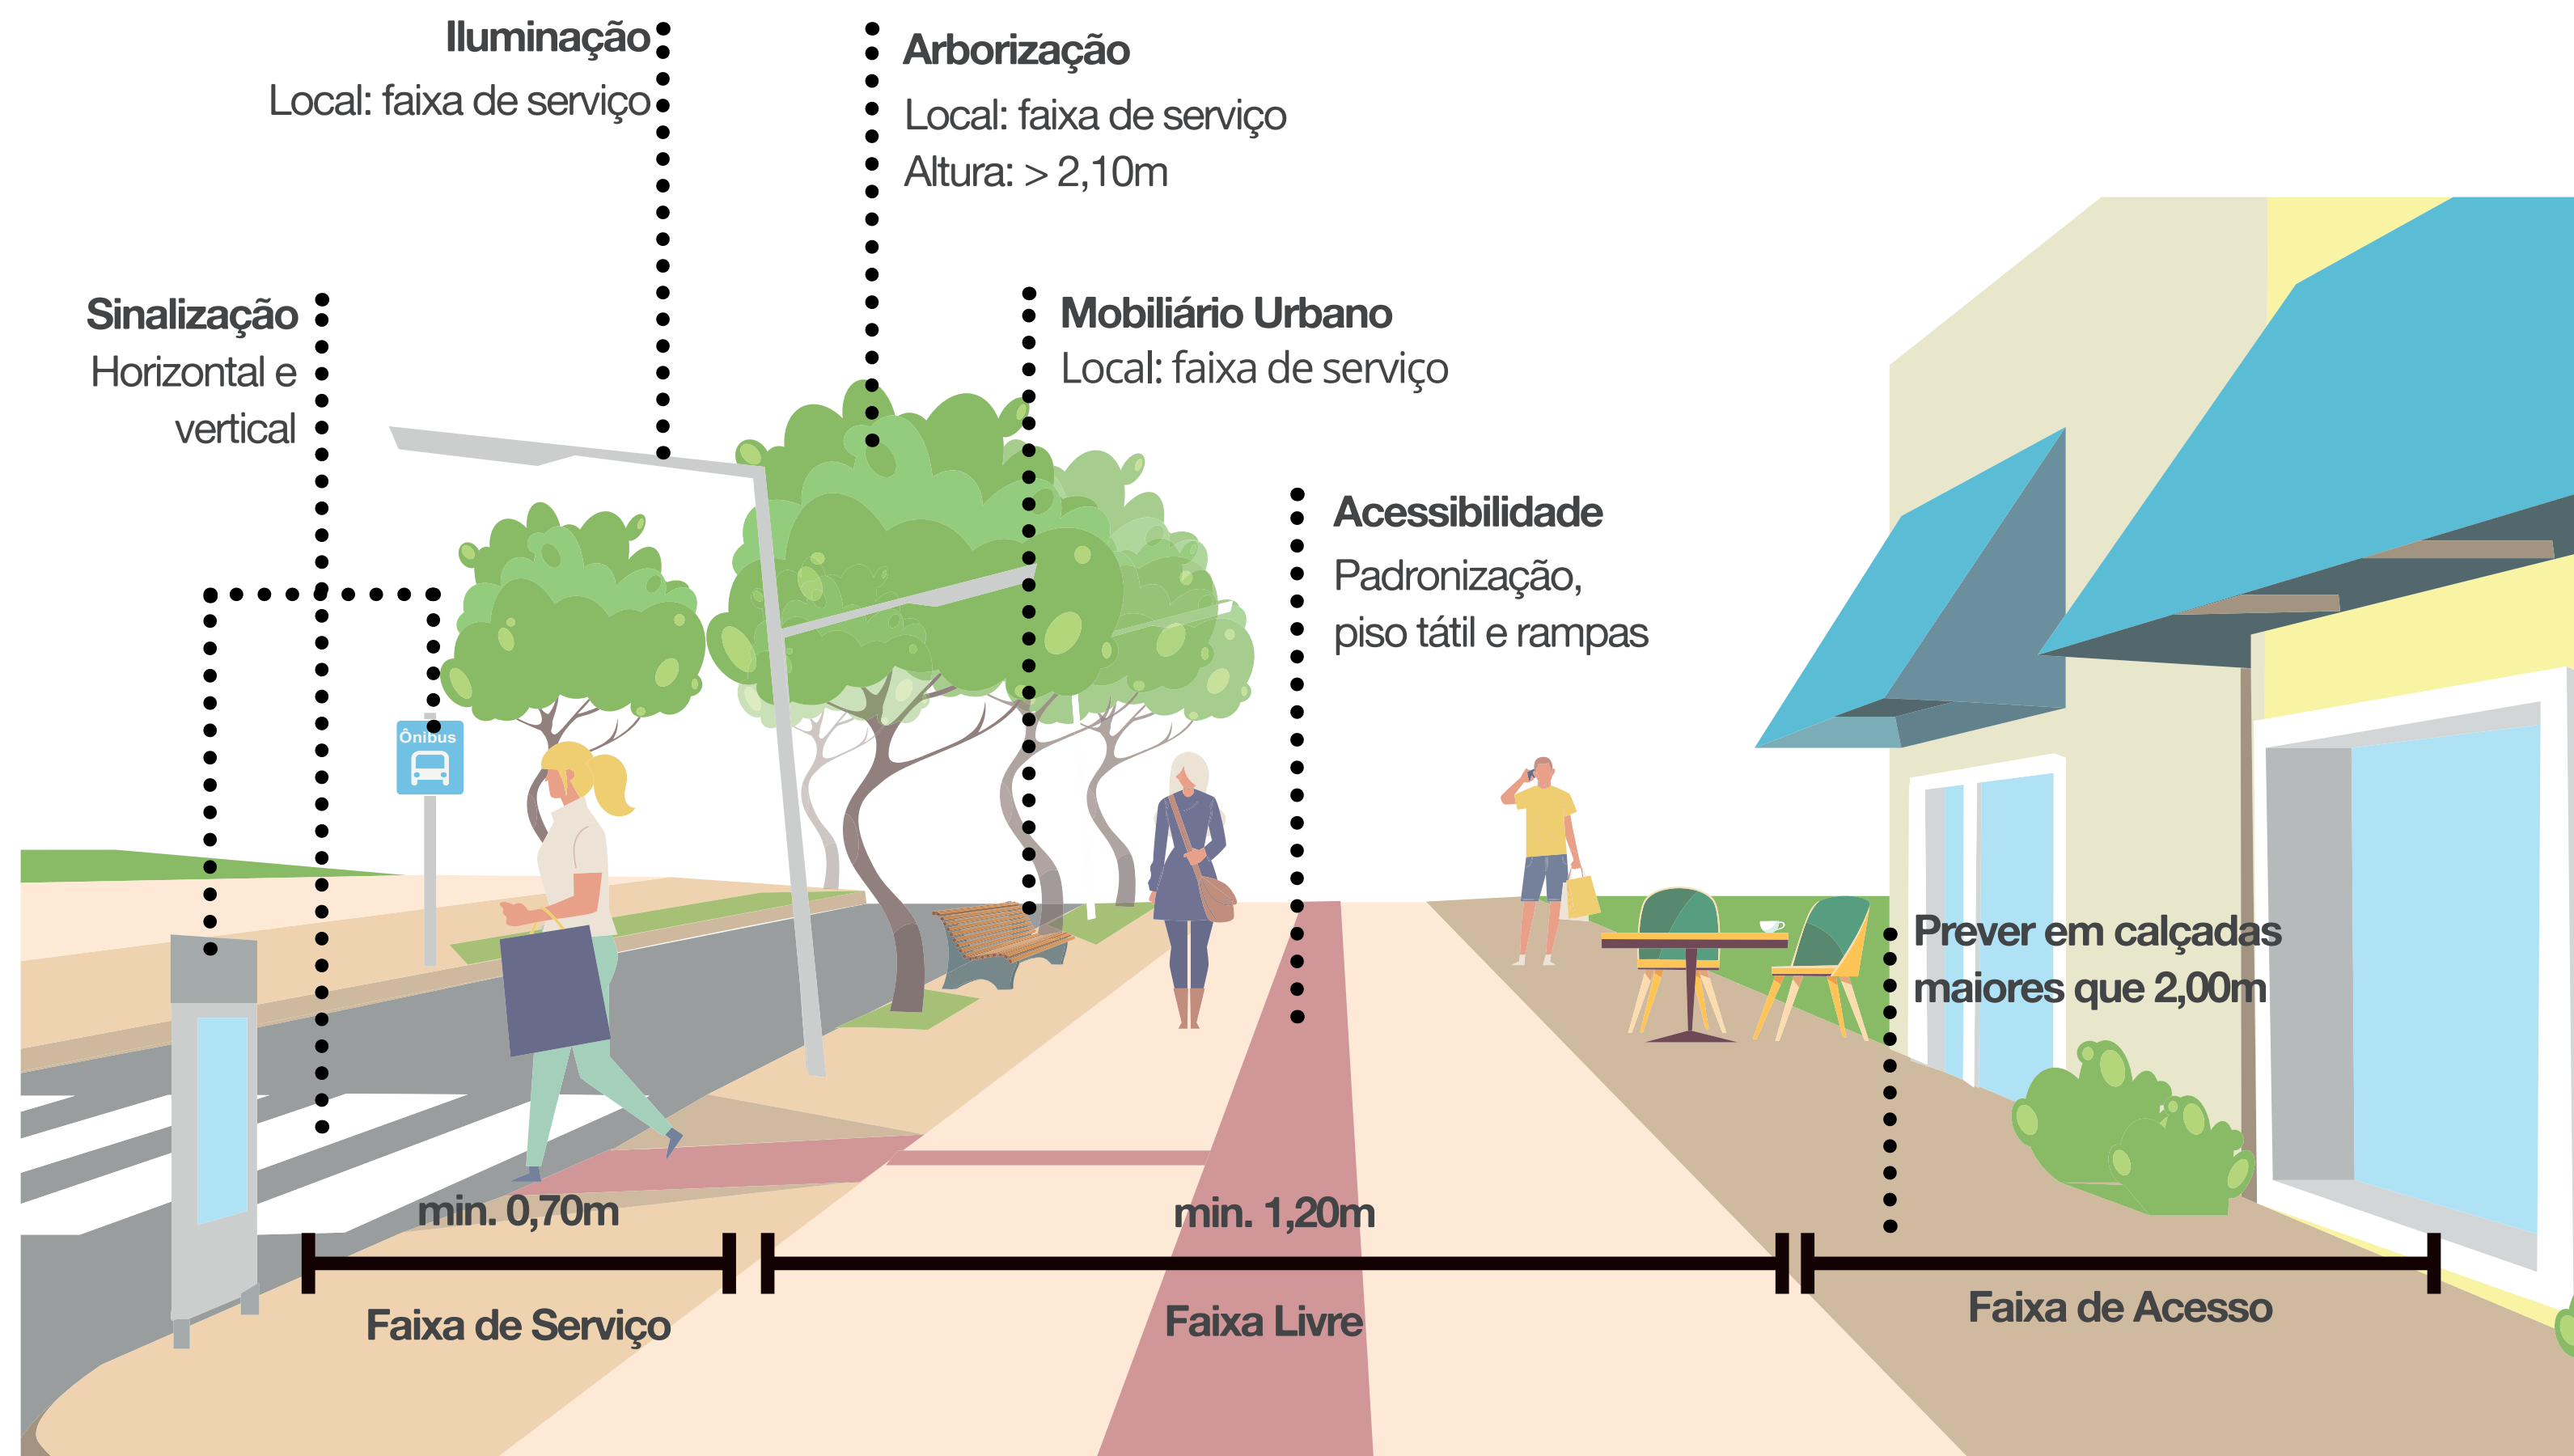 Iluminação
Local: faixa de serviço
Arborização
Local: faixa de serviço
Altura: > 2,10m
Sinalização
Horizontal e
vertical
Mobiliário Urbano
Local: faixa de serviço
Acessibilidade
Padronização,
piso tátil e rampas
Ônibus
Prever em calçadas
maiores que 2,00m
min. 0,70m
min. 1,20m
Faixa de Serviço
Faixa Livre
Faixa de Acesso